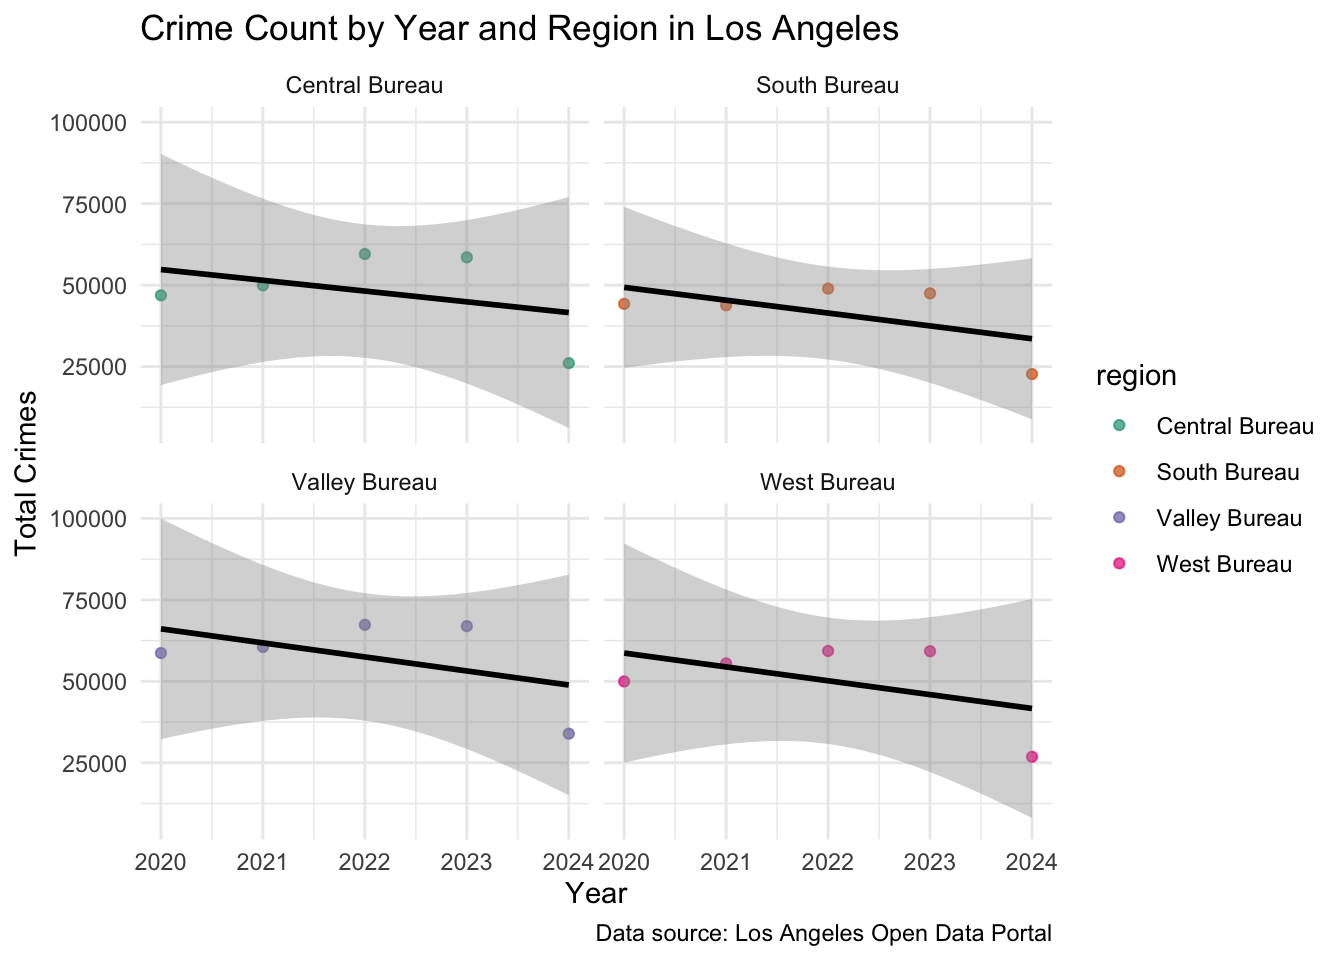 Crime Count by Year and Region in Los Angeles
Central Bureau
South Bureau
100000
75000
50000
25000
Valley Bureau
West Bureau
100000
75000
50000
25000
2020 2021 2022 2023 2024 2020 2021 2022 2023 2024
Total Crimes
Year
region
Central Bureau
South Bureau
Valley Bureau
West Bureau
Data source: Los Angeles Open Data Portal